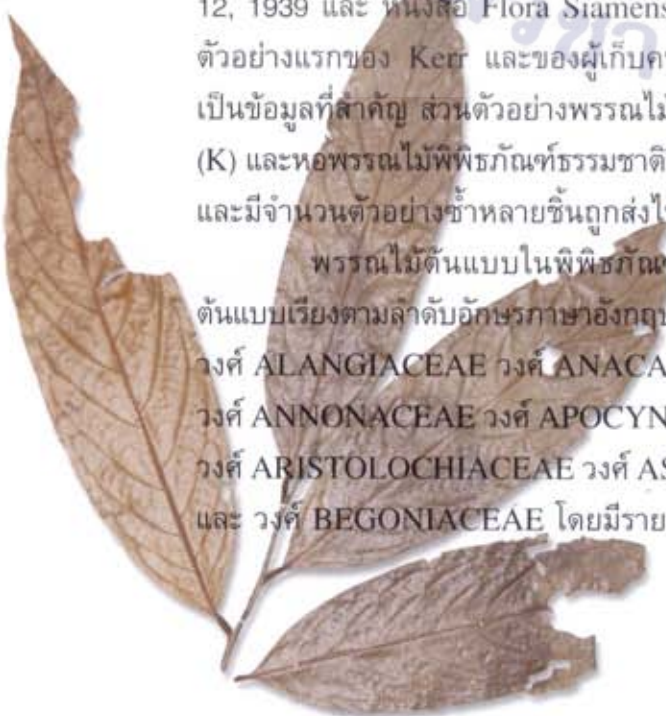 12, 1939 และ หนังสือ Flora Siamens
ตัวอย่างแรกของ Kerr และของผู้เก็บค
เป็นข้อมูลที่สำคัญ ส่วนตัวอย่างพรรณไม้
(K) และหอพรรณไม้พิพิธภัณฑ์ธรรมชาติ
และมีจำนวนตัวอย่างซ้ำหลายชิ้นถูกส่งไ
พรรณไม้ต้นแบบในพิพิธภัณฑ
ต้นแบบเรียงตามลำดับอักษรภาษาอังกฤษ
วงศ์ ALANGIACEAE วงศ์ ANACA
วงศ์ ANNONACEAE วงศ์ APOCYN
วงศ์ ARISTOLOCHIACEAE วงศ์ AS
และ วงศ์ BEGONIACEAE โดยมีราย